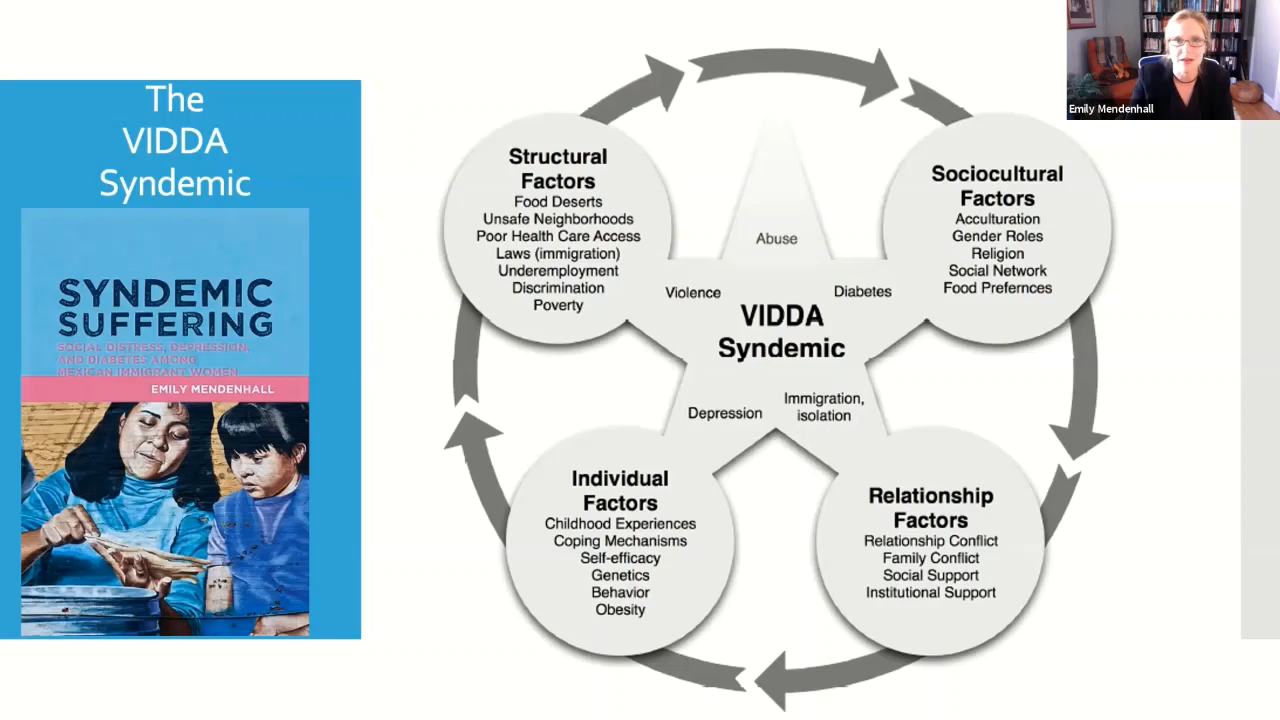 The
VIDDA
Syndemic
SYNDEMIC
SUFFERING
SOCIAL DISTRESS, DEPRESSION,
AND DIABETES AMONG
MEXICAN IMMIGRANT WOMEN
EMILY MENDENHALL
Structural
Factors
Food Deserts
Unsafe Neighborhoods
Poor Health Care Access
Laws (immigration)
Underemployment
Discrimination
Poverty
Abuse
Violence
Diabetes
VIDDA
Syndemic
Depression
Immigration,
isolation
Sociocultural
Factors
Acculturation
Gender Roles
Religion
Social Network
Food Prefernces
Individual
Factors
Childhood Experiences
Coping Mechanisms
Self-efficacy
Genetics
Behavior
Obesity
Relationship
Factors
Relationship Conflict
Family Conflict
Social Support
Institutional Support
Emily Mendenhall